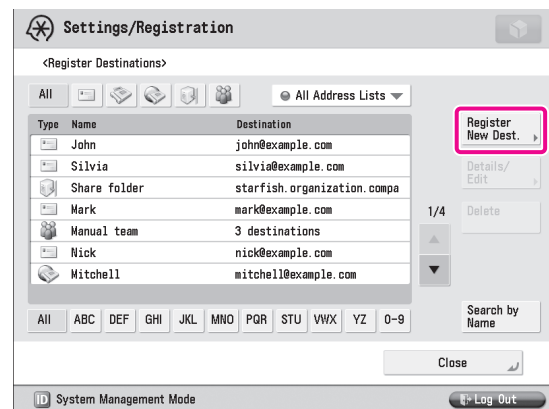 Settings/Registration
<Register Destinations>
All
All Address Lists
Type Name Destination
John john@example.com
Silvia silvia@example.com
Share folder starfish.organization.compa
Mark mark@example.com
Manual team 3 destinations
Nick nick@example.com
Mitchell mitchell@example.com
1/4
Register
New Dest.
Details/
Edit
Delete
All ABC DEF GHI JKL MNO PQR STU VWX YZ 0-9
Search by
Name
Close
ID System Management Mode
Log Out